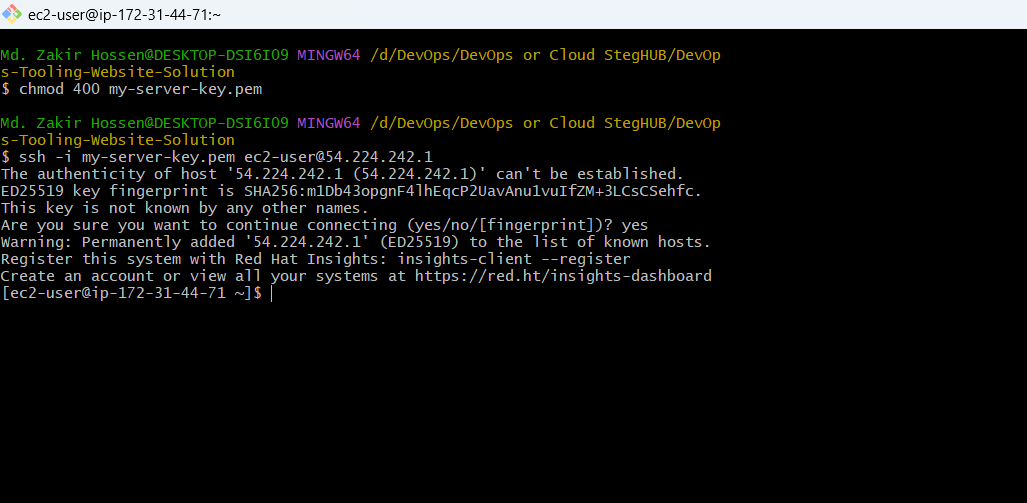 ec2-user@ip-172-31-44-71:~
Md. Zakir Hossen@DESKTOP-DSI6IO9 MINGW64 /d/DevOps/DevOps or Cloud StegHUB/DevOp
s-Tooling-Website-Solution
$ chmod 400 my-server-key.pem
Md. Zakir Hossen@DESKTOP-DSI6IO9 MINGW64 /d/DevOps/DevOps or Cloud StegHUB/DevOp
s-Tooling-Website-Solution
$ ssh -i my-server-key.pem ec2-user@54.224.242.1
The authenticity of host '54.224.242.1 (54.224.242.1)' can't be established.
ED25519 key fingerprint is SHA256:m1Db43opgnF4lhEqcP2UavAnu1vuIfZM+3LCsCSehfc.
This key is not known by any other names.
Are you sure you want to continue connecting (yes/no/[fingerprint])? yes
Warning: Permanently added '54.224.242.1' (ED25519) to the list of known hosts.
Register this system with Red Hat Insights: insights-client --register
Create an account or view all your systems at https://red.ht/insights-dashboard
[ec2-user@ip-172-31-44-71 ~]$